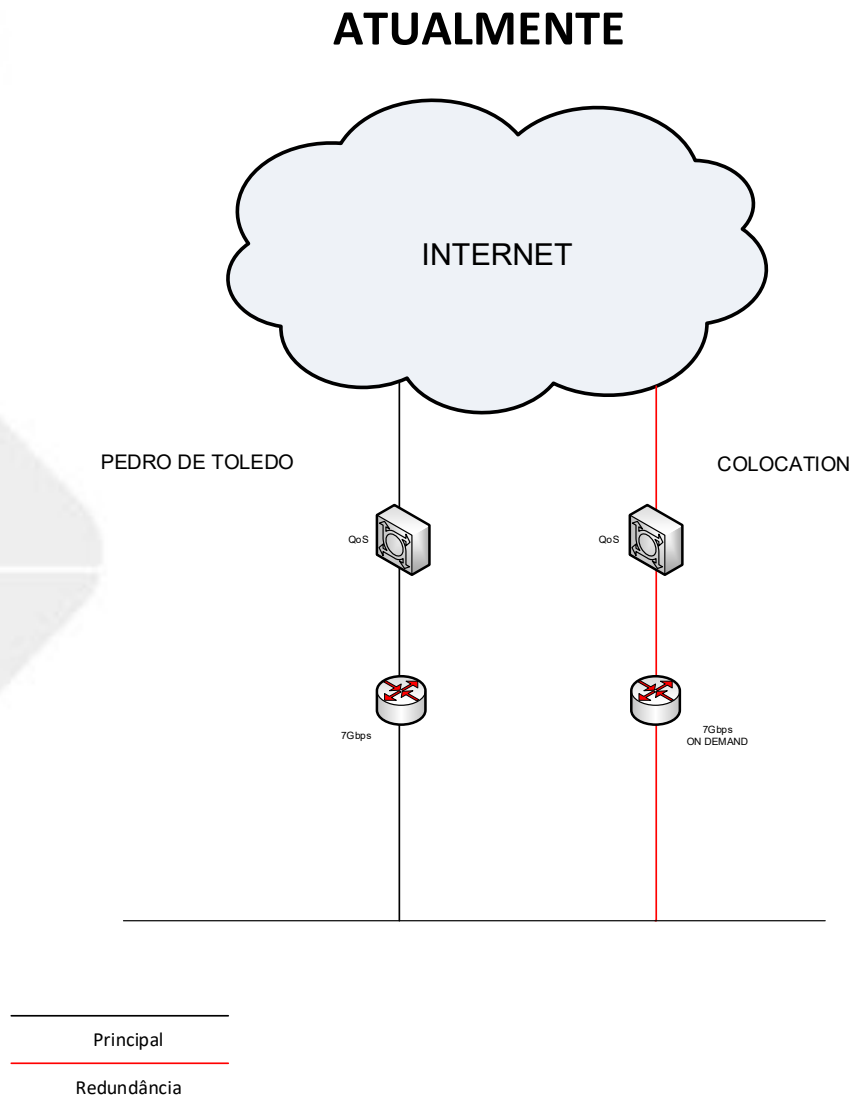 ATUALMENTE
INTERNET
PEDRO DE TOLEDO
COLOCATION
QoS
QoS
7Gbps
7Gbps
ON DEMAND
Principal
Redundância